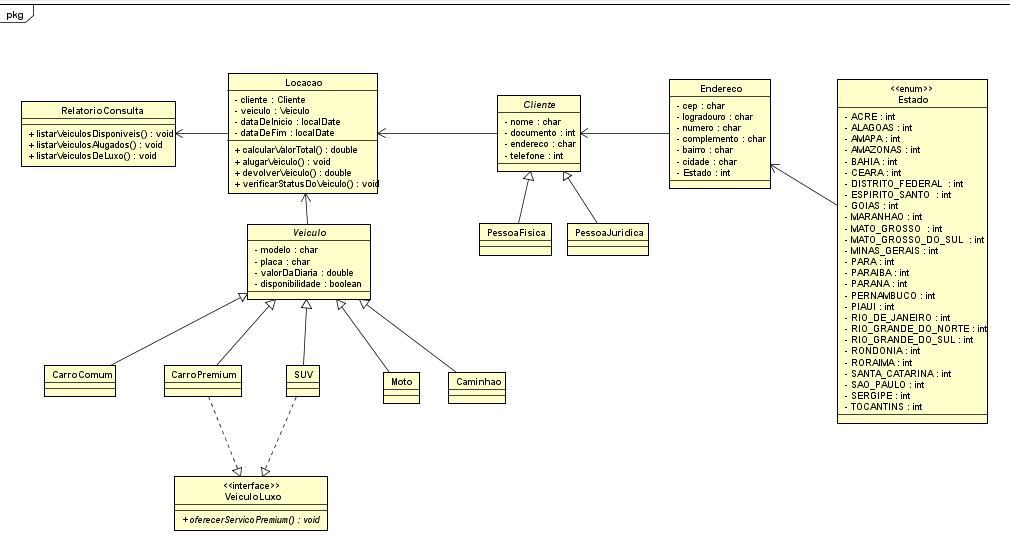 pkg
RelatorioConsulta
+ listarVeiculosDisponiveis() : void
+ listarVeiculosAlugados() : void
+ listarVeiculosDeLuxo() : void
Locacao
- cliente : Cliente
- veiculo : Veiculo
- dataDeInicio : localDate
- dataDeFim : localDate
+ calcularValorTotal() : double
+ alugarVeiculo() : void
+ devolverVeiculo() : double
+ verificarStatusDoVeiculo() : void
Cliente
- nome : char
- documento : int
- endereco : char
- telefone : int
Endereco
- cep : char
- logradouro : char
- numero : char
- complemento : char
- bairro : char
- cidade : char
- Estado : int
<<enum>>
Estado
- ACRE : int
- ALAGOAS : int
- AMAPA : int
- AMAZONAS : int
- BAHIA : int
- CEARA : int
- DISTRITO_FEDERAL : int
- ESPIRITO_SANTO : int
- GOIAS : int
- MARANHAO : int
- MATO_GROSSO : int
- MATO_GROSSO_DO_SUL : int
- MINAS_GERAIS : int
- PARA : int
- PARAIBA : int
- PARANA : int
- PERNAMBUCO : int
- PIAUI : int
- RIO_DE_JANEIRO : int
- RIO_GRANDE_DO_NORTE : int
- RIO_GRANDE_DO_SUL : int
- RONDONIA : int
- RORAIMA : int
- SANTA_CATARINA : int
- SAO_PAULO : int
- SERGIPE : int
- TOCANTINS : int
PessoaFisica
PessoaJuridica
Veiculo
- modelo : char
- placa : char
- valorDaDiaria : double
- disponibilidade : boolean
CarroComum
CarroPremium
SUV
Moto
Caminhao
<<interface>>
VeiculoLuxo
+ oferecerServicoPremium() : void